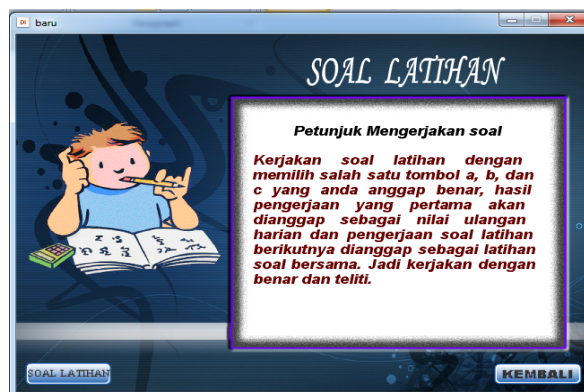 baru
SOAL LATIHAN
Petunjuk Mengerjakan soal
Kerjakan soal latihan dengan
memilih salah satu tombol a, b, dan
c yang anda anggap benar, hasil
pengerjaan yang pertama akan
dianggap sebagai nilai ulangan
harian dan pengerjaan soal latihan
berikutnya dianggap sebagai latihan
soal bersama. Jadi kerjakan dengan
benar dan teliti.
SOAL LATIHAN
KEMBALI